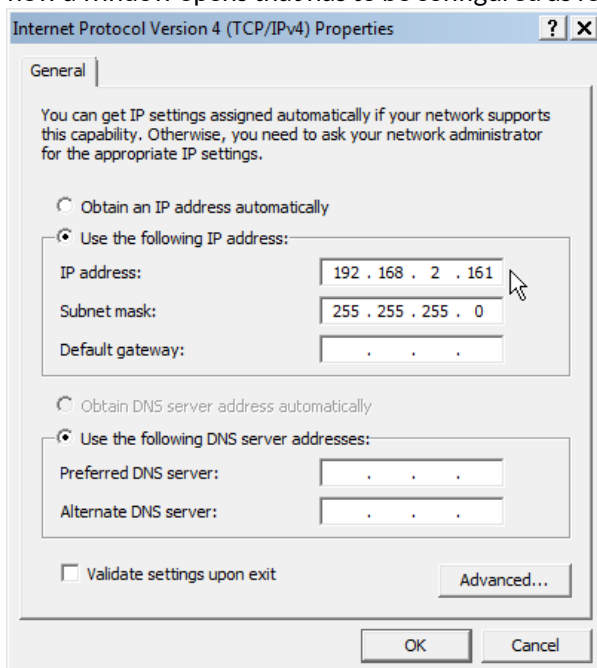 Internet Protocol Version 4 (TCP/IPv4) Properties
General
You can get IP settings assigned automatically if your network supports
this capability. Otherwise, you need to ask your network administrator
for the appropriate IP settings.
Obtain an IP address automatically
Use the following IP address:
IP address: 192 . 168 . 2 . 161
Subnet mask: 255 . 255 . 255 . 0
Default gateway: . . .
Obtain DNS server address automatically
Use the following DNS server addresses:
Preferred DNS server: . . .
Alternate DNS server: . . .
Validate settings upon exit
Advanced...
OK Cancel